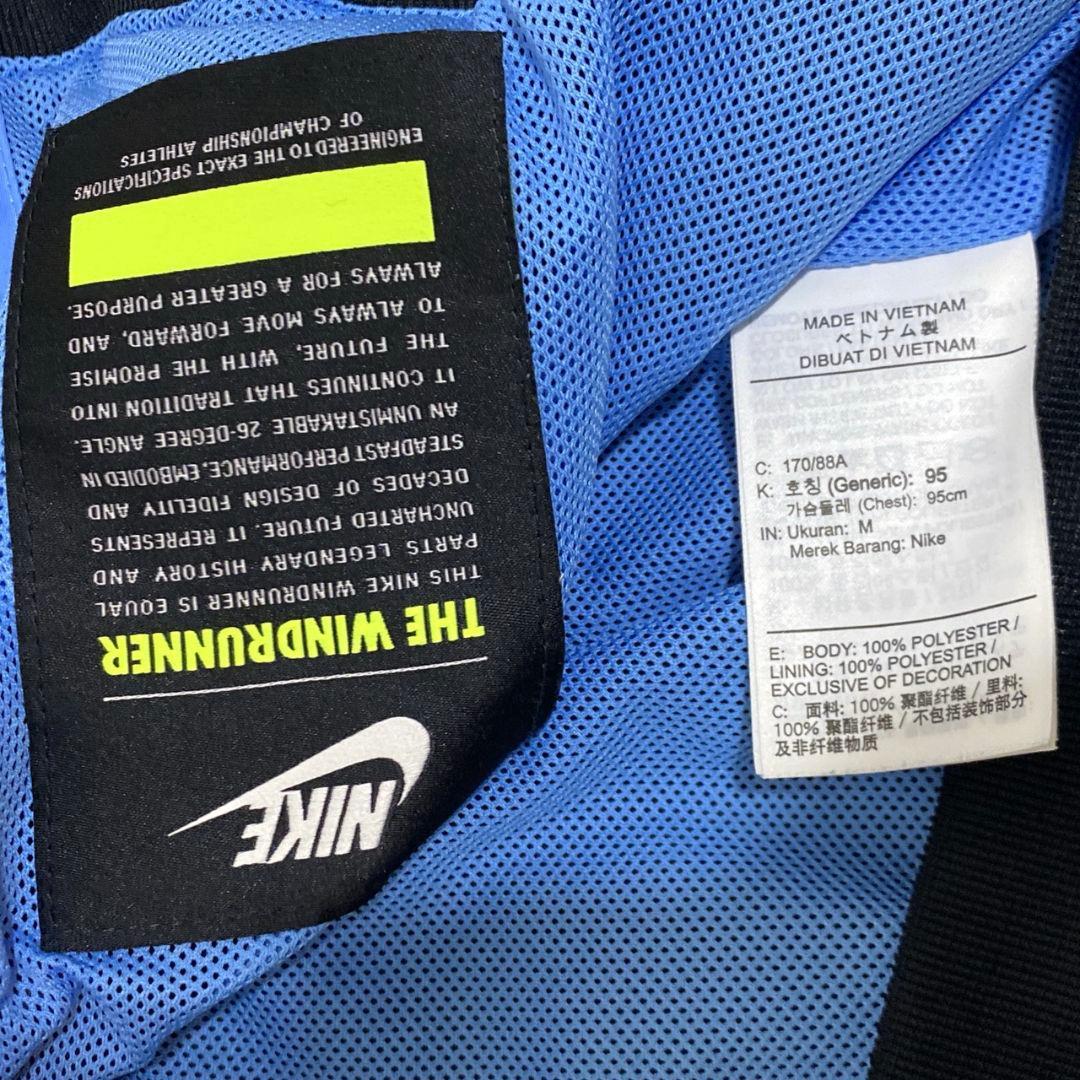 NIKE
THE WINDRUNNER
THIS NIKE WINDRUNNER IS EQUAL
PARTS LEGENDARY HISTORY AND
UNCHARTED FUTURE. IT REPRESENTS
DECADES OF DESIGN FIDELITY AND
STEADFAST PERFORMANCE, EMBODIED IN
AN UNMISTAKABLE 26-DEGREE ANGLE.
IT CONTINUES THAT TRADITION INTO
THE FUTURE, WITH THE PROMISE
TO ALWAYS MOVE FORWARD, AND
ALWAYS FOR A GREATER PURPOSE.
ENGINEERED TO THE EXACT SPECIFICATIONS
OF CHAMPIONSHIP ATHLETES
MADE IN VIETNAM
ベトナム製
DIBUAT DI VIETNAM
C: 170/88A
K: 호칭 (Generic): 95
가슴둘레 (Chest): 95cm
IN: Ukuran: M
Merek Barang: Nike
E: BODY: 100% POLYESTER /
LINING: 100% POLYESTER /
EXCLUSIVE OF DECORATION
C: 面料: 100% 聚酯纤维 / 里料:
100% 聚酯纤维 / 不包括装饰部分
及非纤维物质